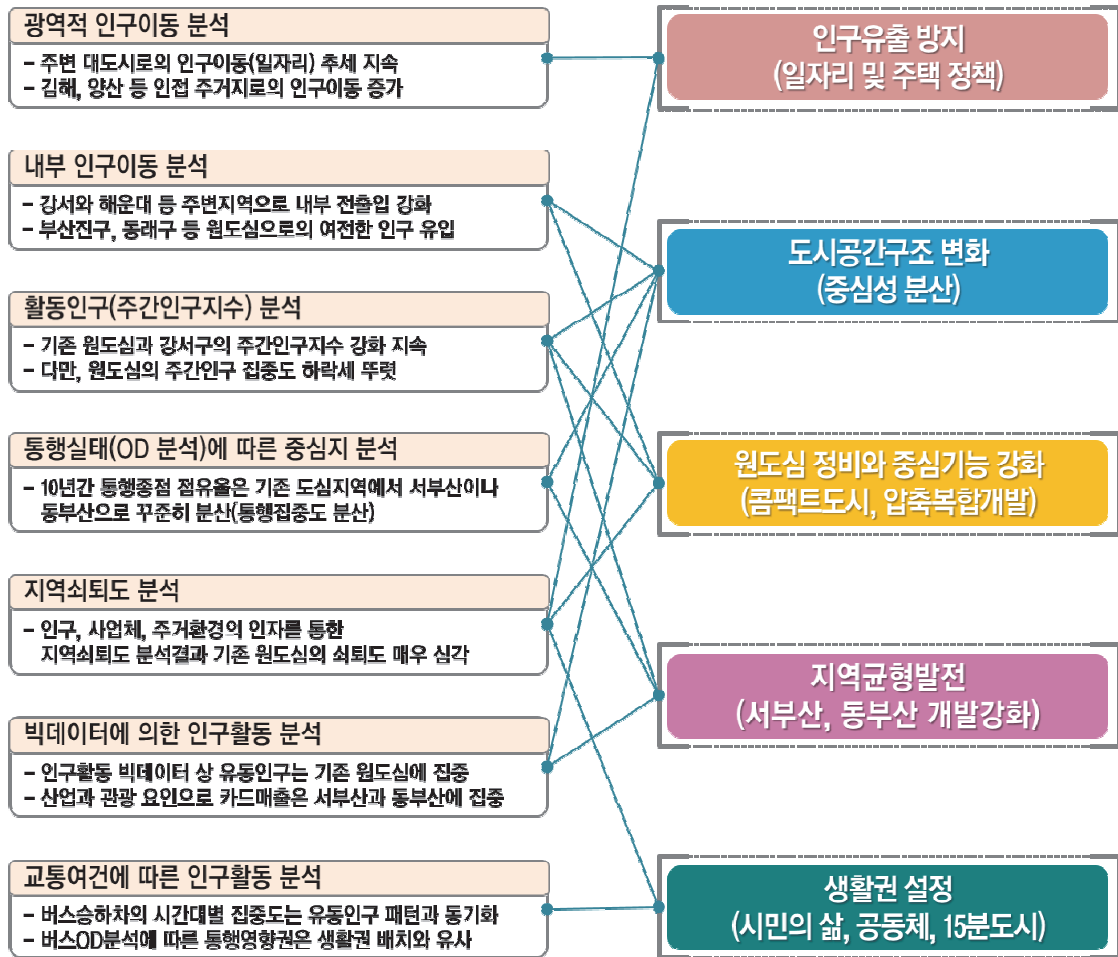 광역적 인구이동 분석
- 주변 대도시로의 인구이동(일자리) 추세 지속
- 김해, 양산 등 인접 주거지로의 인구이동 증가
내부 인구이동 분석
- 강서와 해운대 등 주변지역으로 내부 전출입 강화
- 부산진구, 동래구 등 원도심으로의 여전한 인구 유입
활동인구(주간인구지수) 분석
- 기존 원도심과 강서구의 주간인구지수 강화 지속
- 다만, 원도심의 주간인구 집중도 하락세 뚜렷
통행실태(OD 분석)에 따른 중심지 분석
- 10년간 통행종점 점유율은 기존 도심지역에서 서부산이나
동부산으로 꾸준히 분산(통행집중도 분산)
지역쇠퇴도 분석
- 인구, 사업체, 주거환경의 인자를 통한
지역쇠퇴도 분석결과 기존 원도심의 쇠퇴도 매우 심각
빅데이터에 의한 인구활동 분석
- 인구활동 빅데이터 상 유동인구는 기존 원도심에 집중
- 산업과 관광 요인으로 카드매출은 서부산과 동부산에 집중
교통여건에 따른 인구활동 분석
- 버스승하차의 시간대별 집중도는 유동인구 패턴과 동기화
- 버스OD분석에 따른 통행영향권은 생활권 배치와 유사
인구유출 방지
(일자리 및 주택 정책)
도시공간구조 변화
(중심성 분산)
원도심 정비와 중심기능 강화
(콤팩트도시, 압축복합개발)
지역균형발전
(서부산, 동부산 개발강화)
생활권 설정
(시민의 삶, 공동체, 15분도시)